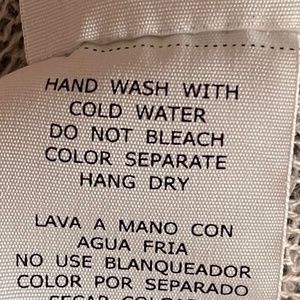 HAND WASH WITH
COLD WATER
DO NOT BLEACH
COLOR SEPARATE
HANG DRY
LAVA A MANO CON
AGUA FRIA
NO USE BLANQUEADOR
COLOR POR SEPARADO